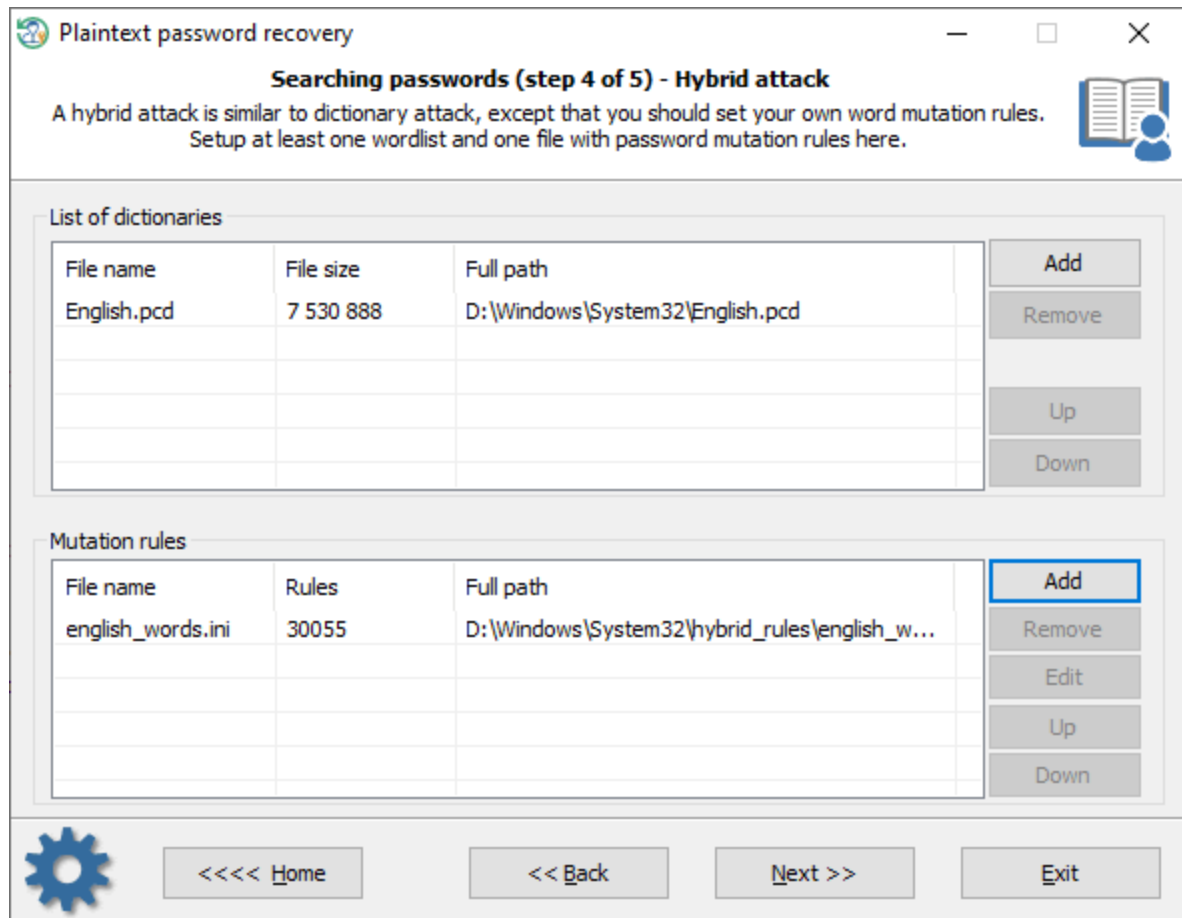 Plaintext password recovery
Searching passwords (step 4 of 5) - Hybrid attack
A hybrid attack is similar to dictionary attack, except that you should set your own word mutation rules.
Setup at least one wordlist and one file with password mutation rules here.
List of dictionaries
File name File size Full path
English.pcd 7 530 888 D:\Windows\System32\English.pcd
Add
Remove
Up
Down
Mutation rules
File name Rules Full path
english_words.ini 30055 D:\Windows\System32\hybrid_rules\english_w...
Add
Remove
Edit
Up
Down
<<<< Home << Back Next >> Exit